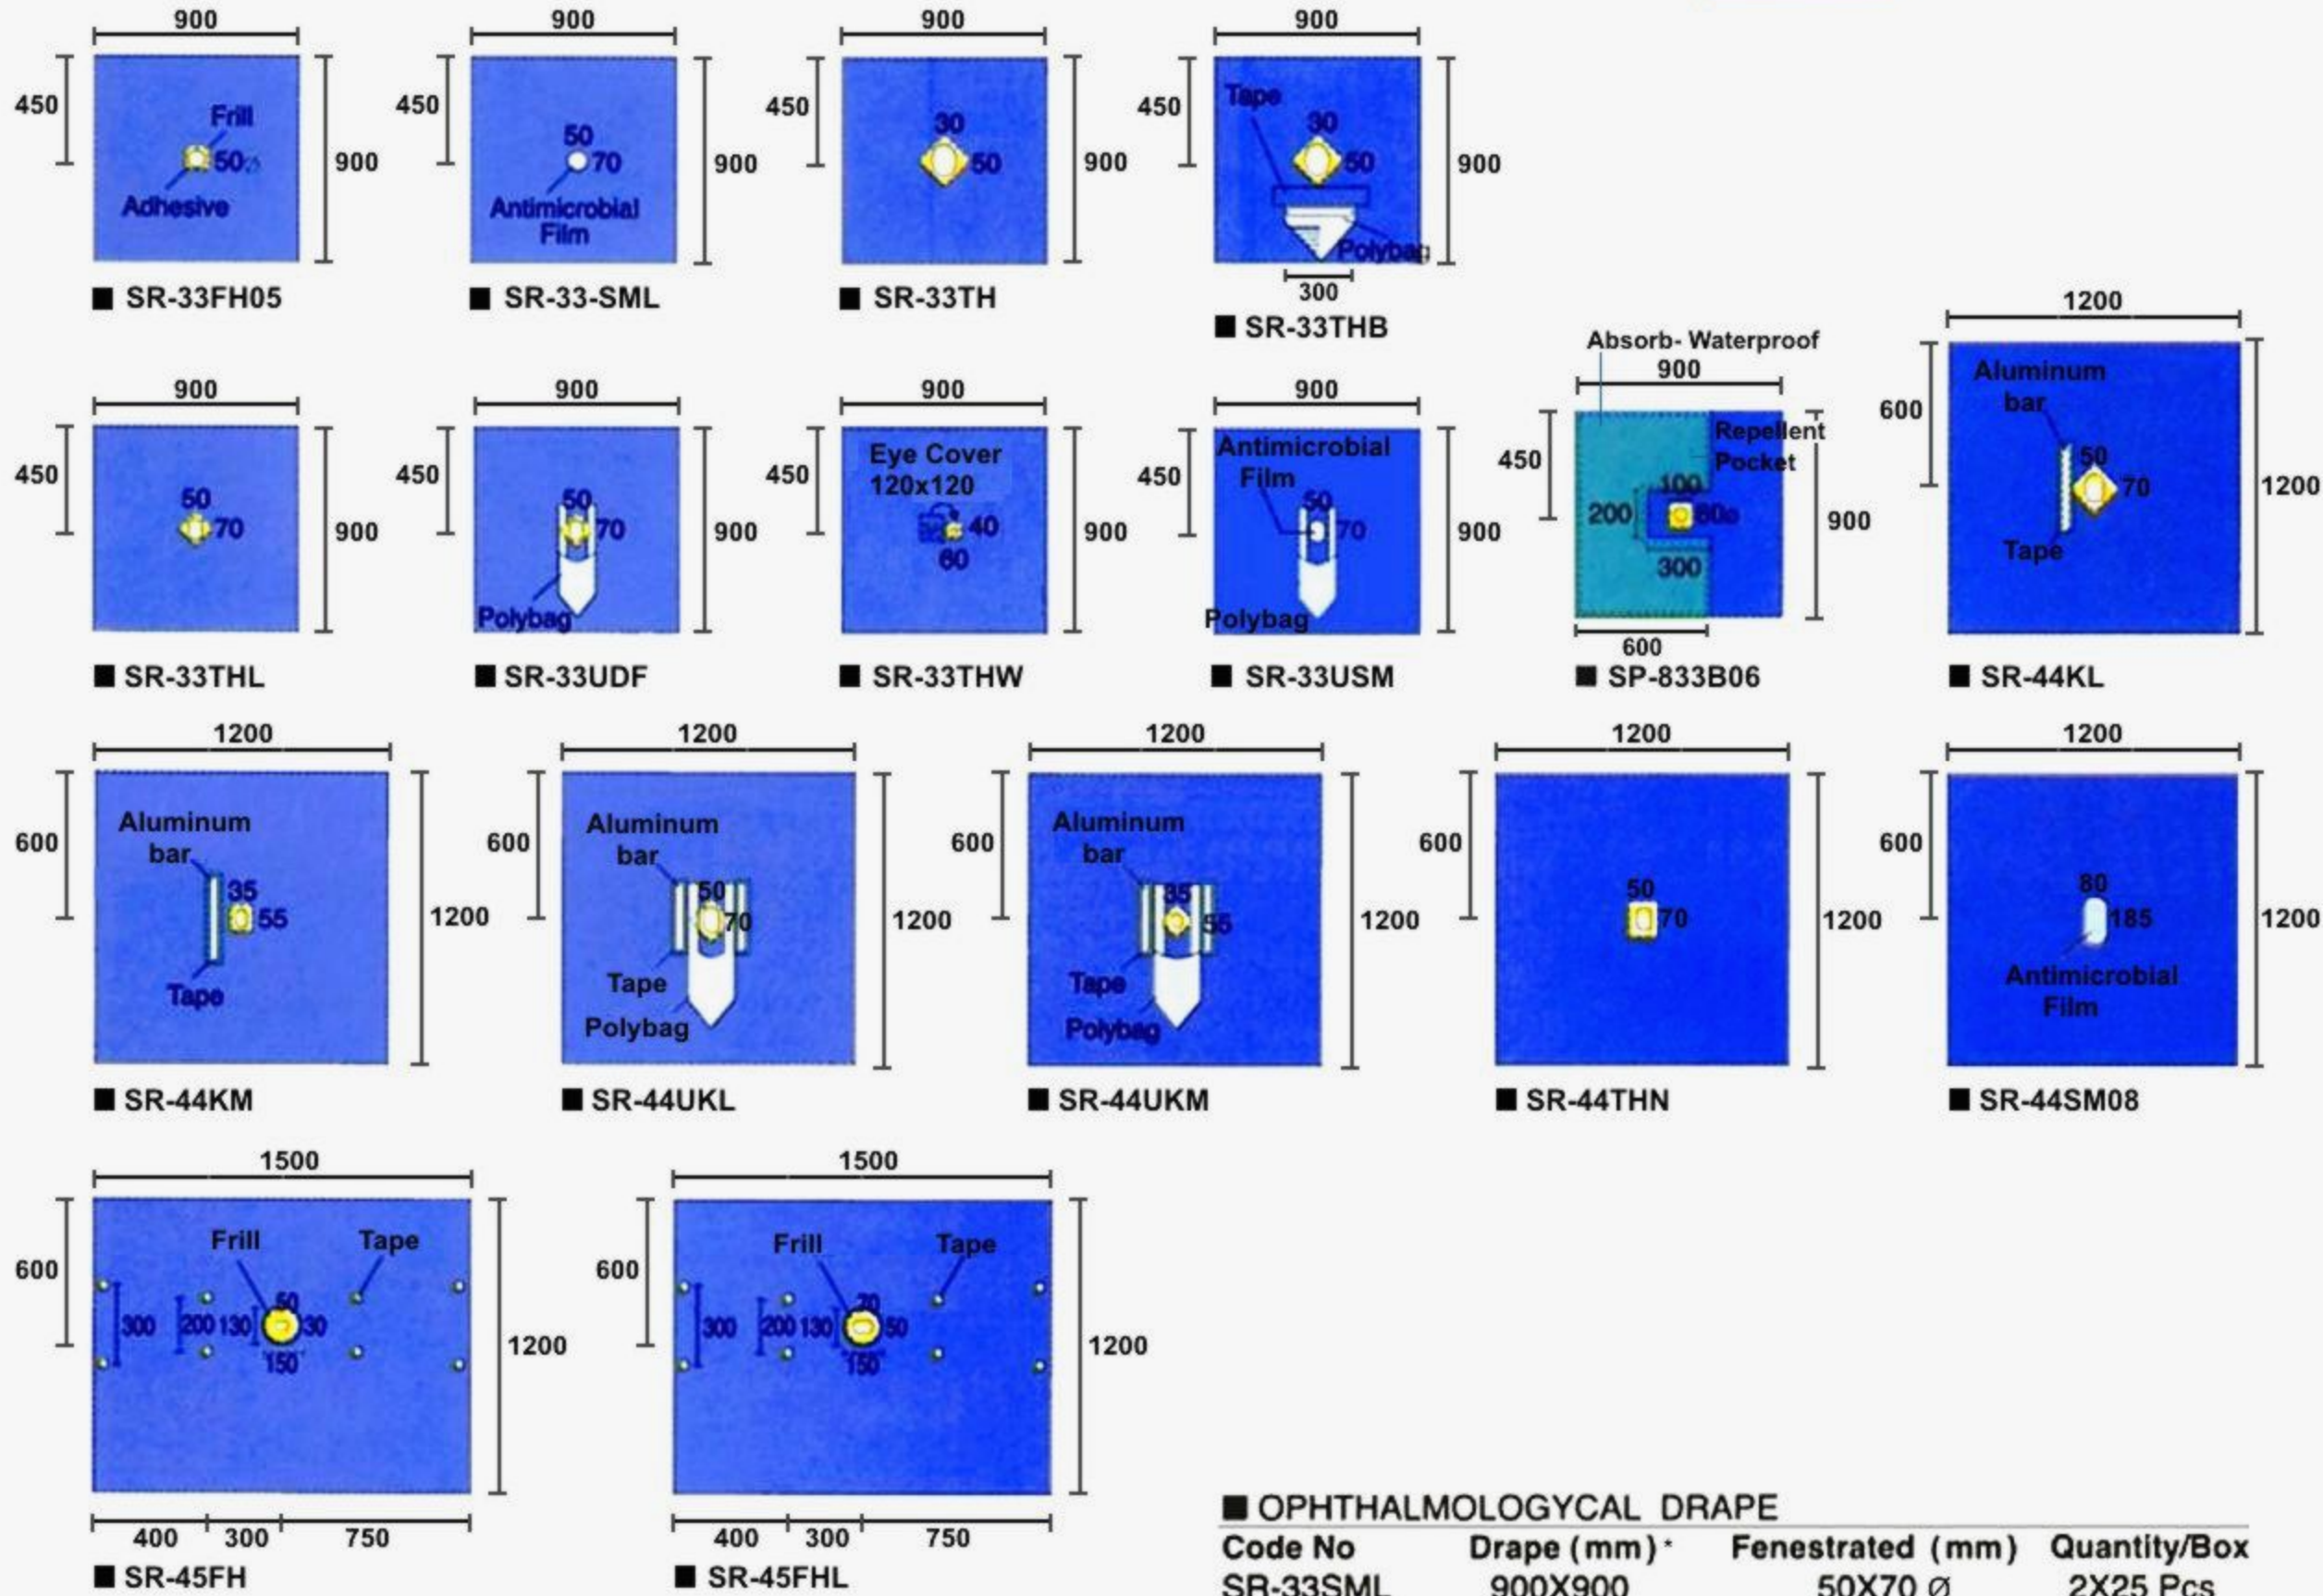 900
900
900
900
450
Frill
50∅
Adhesive
900
450
50
70
Antimicrobial
Film
900
450
30
50
900
450
Tape
30
50
Polybag
900
300
■ SR-33FH05
■ SR-33-SML
■ SR-33TH
■ SR-33THB
900
450
50
70
900
■ SR-33THL
900
450
50
70
Polybag
900
■ SR-33UDF
900
450
Eye Cover
120x120
40
60
900
■ SR-33THW
900
450
Antimicrobial
Film
50
70
Polybag
900
■ SR-33USM
Absorb- Waterproof
900
450
Repellent
Pocket
100
200
300
900
600
■ SP-833B06
1200
600
Aluminum
bar
50
70
Tape
1200
■ SR-44KL
1200
600
Aluminum
bar
35
55
Tape
1200
■ SR-44KM
1200
600
Aluminum
bar
50
70
Tape
Polybag
1200
■ SR-44UKL
1200
600
Aluminum
bar
35
55
Tape
Polybag
1200
■ SR-44UKM
1200
600
50
70
1200
■ SR-44THN
1200
600
80
185
Antimicrobial
Film
1200
■ SR-44SM08
1500
600
Frill
Tape
50
300
200
130
30
150
1200
400
300
750
■ SR-45FH
1500
600
Frill
Tape
70
300
200
130
50
150
1200
400
300
750
■ SR-45FHL
■ OPHTHALMOLOGYCAL DRAPE
Code No Drape (mm) * Fenestrated (mm) Quantity/Box
SR-33SML 900X900 50X70 ∅ 2X25 Pcs